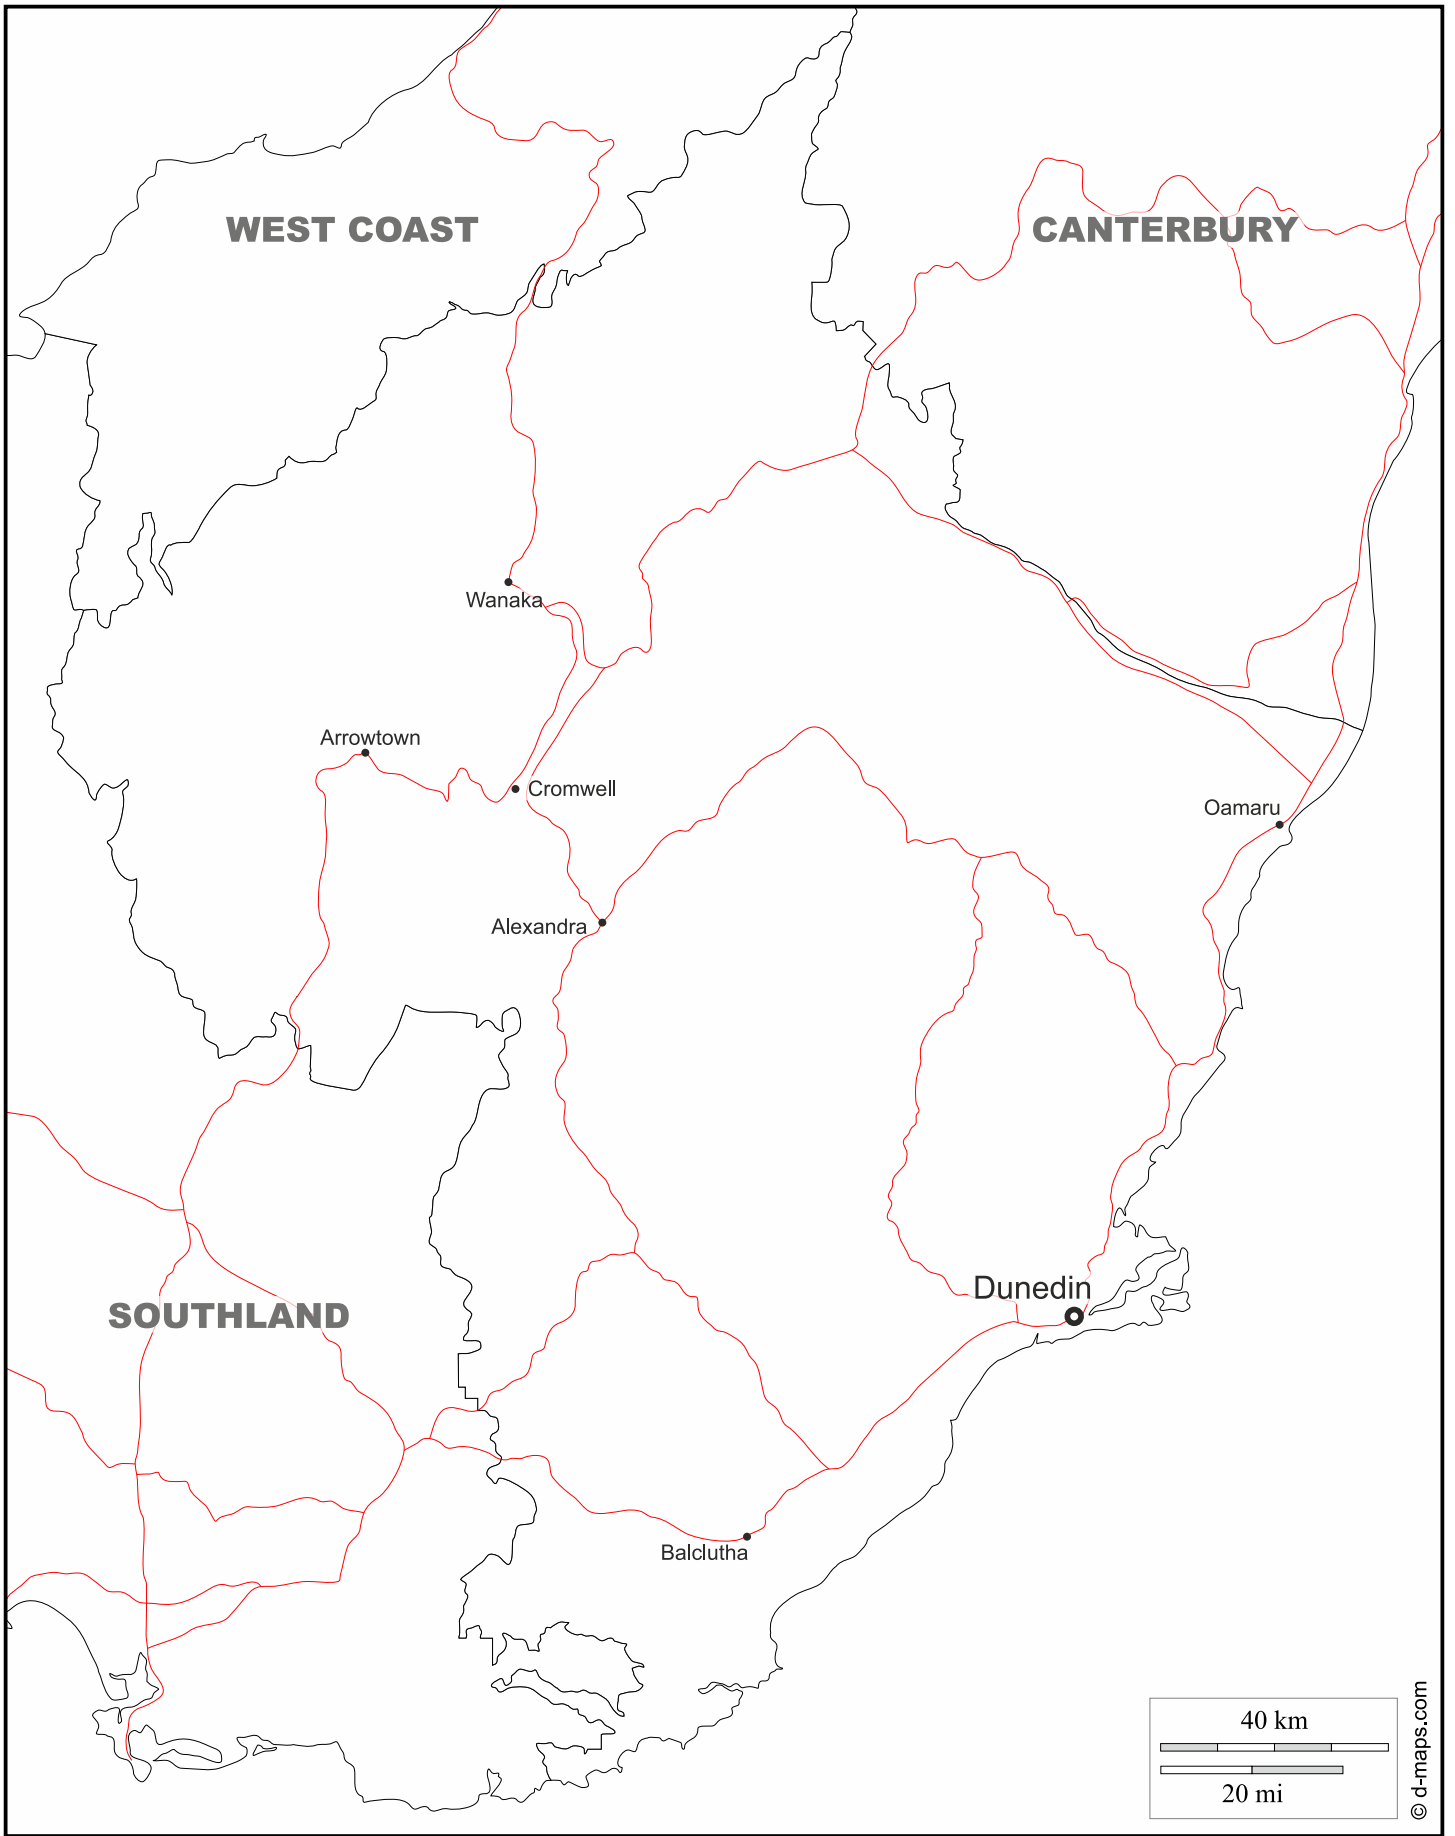 WEST COAST
CANTERBURY
Wanaka
Arrowtown
Cromwell
Oamaru
Alexandra
Dunedin
SOUTHLAND
Balclutha
40 km
20 mi
© d-maps.com